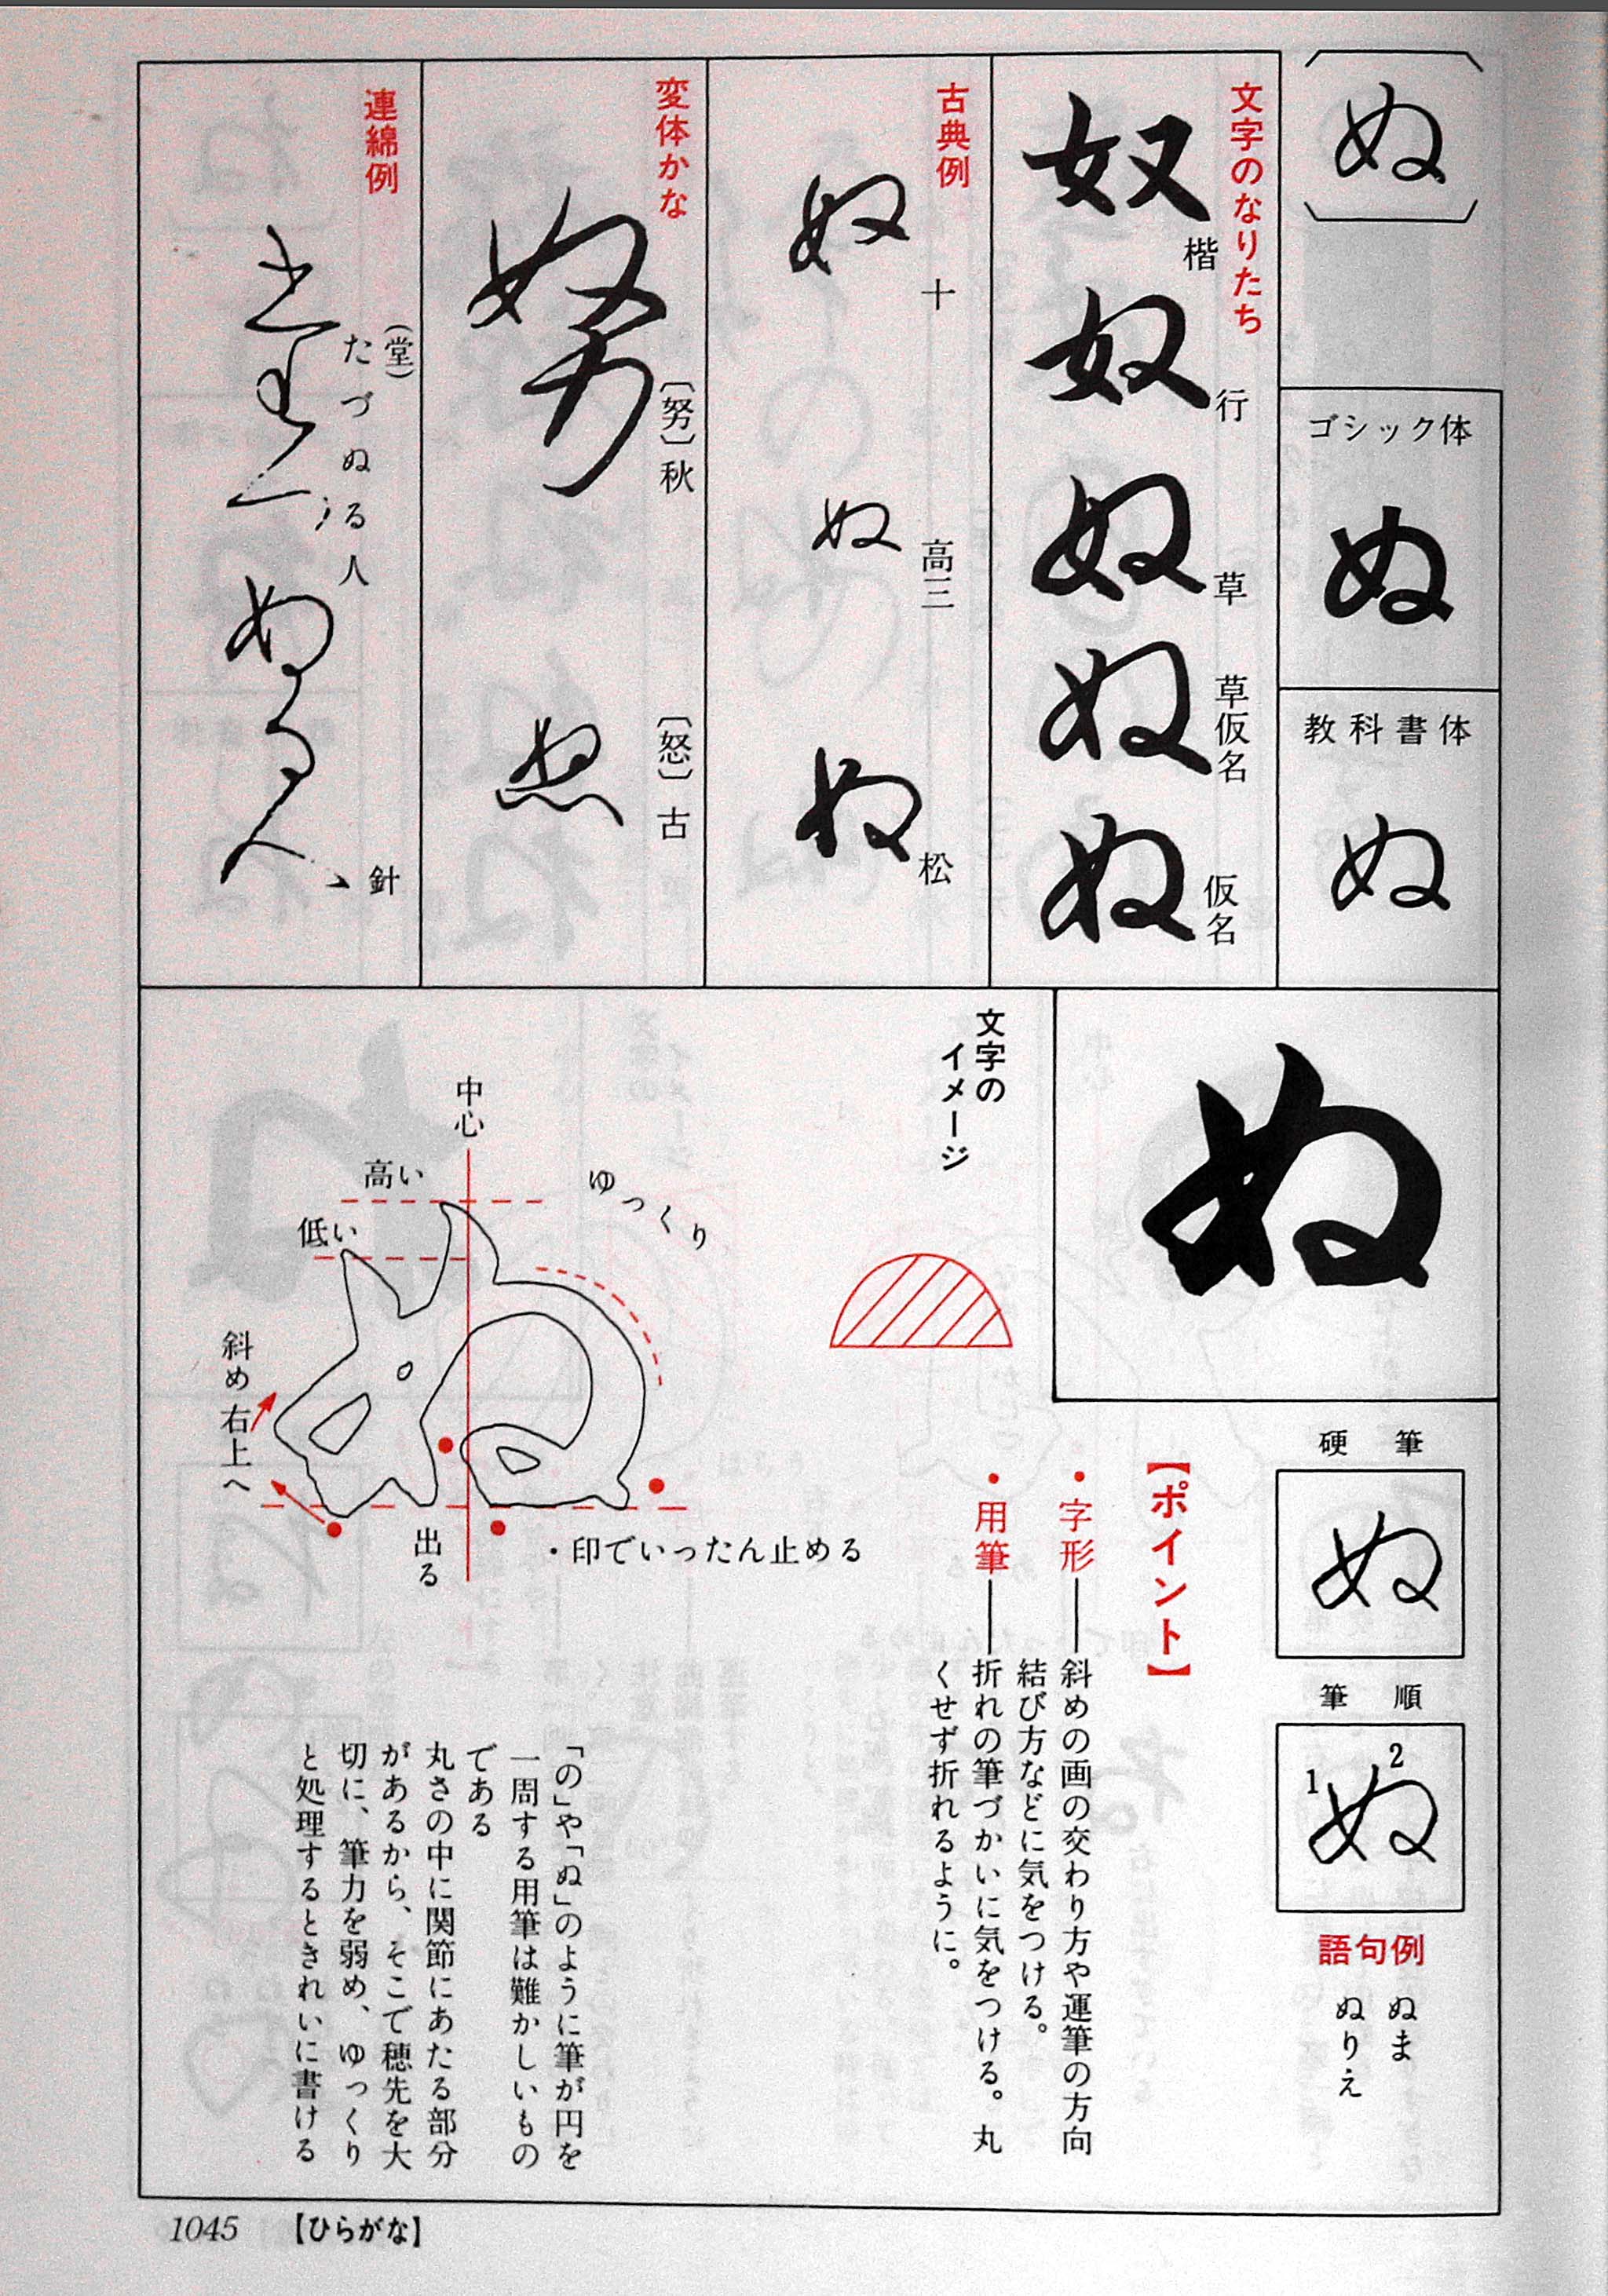 ぬ
ゴシック体
ぬ
教科書体
ぬ
文字のなりたち
奴 楷
奴 行
奴 草
ぬ 草仮名
ぬ 仮名
古典例
奴 十
ぬ 高三
ぬ 松
変体かな
努 〔努〕秋
怒 〔怒〕古
連綿例
(堂)
たづぬる人
針
ぬ
硬筆
ぬ
筆順
1 2
ぬ
語句例
ぬま
ぬりえ
【ポイント】
・字形―斜めの画の交わり方や運筆の方向
結び方などに気をつける。
・用筆―折れの筆づかいに気をつける。丸
くせず折れるように。
文字の
イメージ
中心
高い
低い
ゆっくり
斜め右上へ
出る
・印でいったん止める
「の」や「ぬ」のように筆が円を
一周する用筆は難かしいもの
である
丸さの中に関節にあたる部分
があるから、そこで穂先を大
切に、筆力を弱め、ゆっくり
と処理するときれいに書ける
1045 【ひらがな】